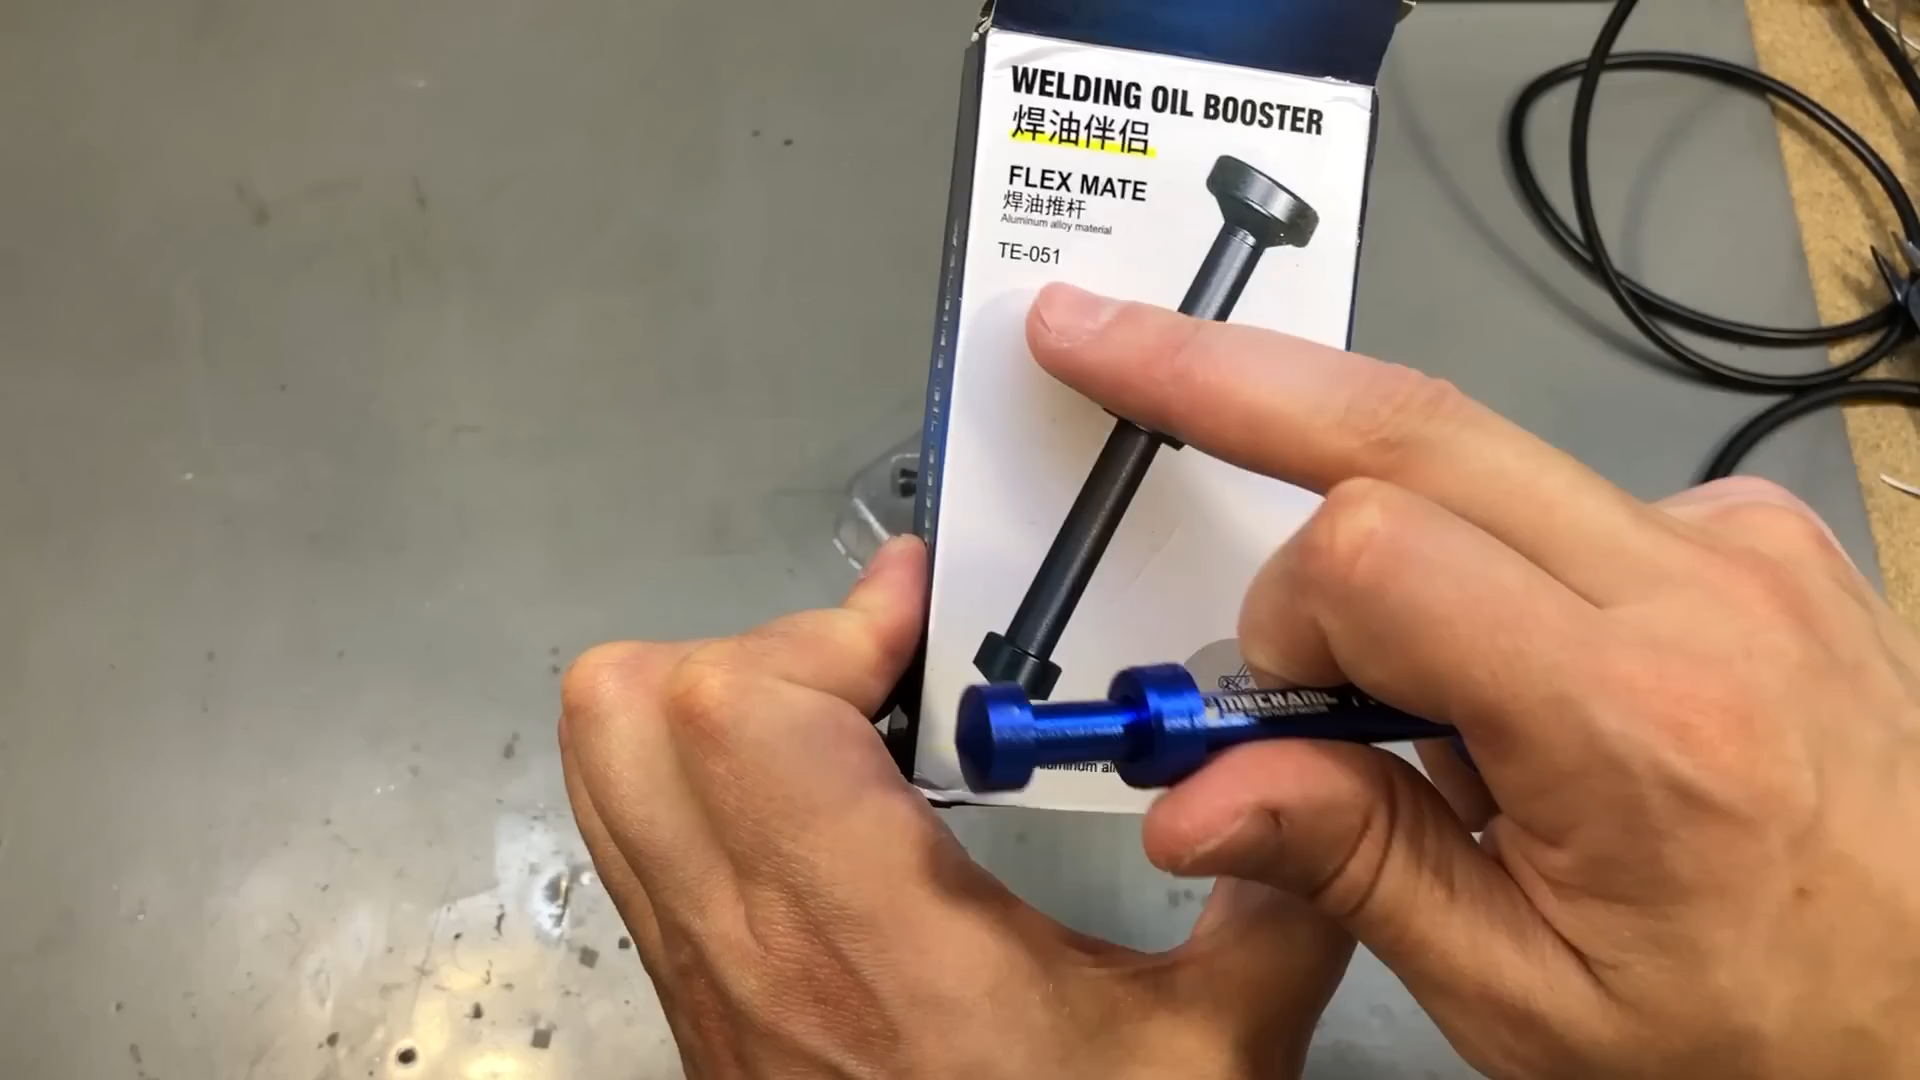 WELDING OIL BOOSTER
焊油伴侣
FLEX MATE
焊油推杆
Aluminum alloy material
TE-051
MECHANIC